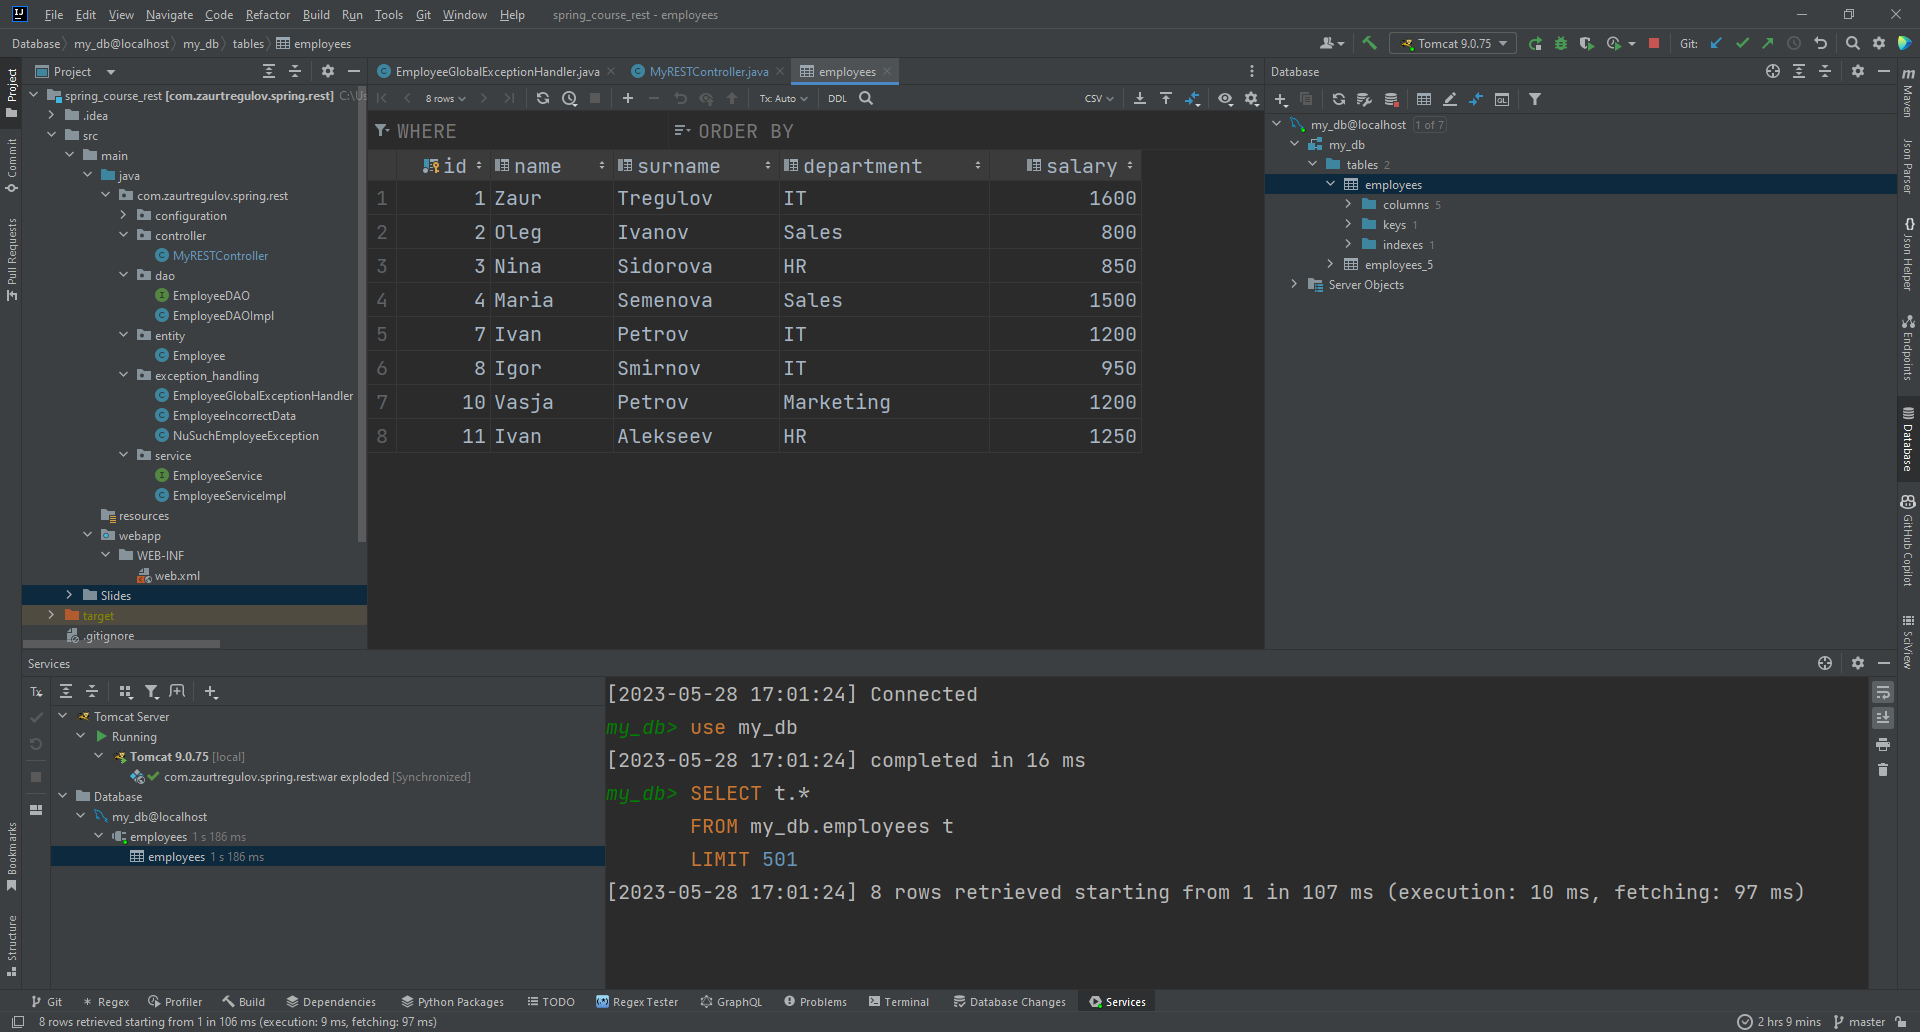 File Edit View Navigate Code Refactor Build Run Tools Git Window Help spring_course_rest - employees
Database my_db@localhost my_db tables employees
Tomcat 9.0.75 Git:
Project
EmployeeGlobalExceptionHandler.java MyRESTController.java employees
Database
spring_course_rest [com.zaurtregulov.spring.rest] C:\Us
.idea
src
main
java
com.zaurtregulov.spring.rest
configuration
controller
MyRESTController
dao
EmployeeDAO
EmployeeDAOImpl
entity
Employee
exception_handling
EmployeeGlobalExceptionHandler
EmployeeIncorrectData
NuSuchEmployeeException
service
EmployeeService
EmployeeServiceImpl
resources
webapp
WEB-INF
web.xml
Slides
target
.gitignore
8 rows Tx: Auto DDL CSV
WHERE ORDER BY
id name surname department salary
1 1 Zaur Tregulov IT 1600
2 2 Oleg Ivanov Sales 800
3 3 Nina Sidorova HR 850
4 4 Maria Semenova Sales 1500
5 7 Ivan Petrov IT 1200
6 8 Igor Smirnov IT 950
7 10 Vasja Petrov Marketing 1200
8 11 Ivan Alekseev HR 1250
my_db@localhost 1 of 7
my_db
tables 2
employees
columns 5
keys 1
indexes 1
employees_5
Server Objects
Project
Commit
Pull Requests
Bookmarks
Structure
Maven
Json Parser
Json Helper
Endpoints
Database
GitHub Copilot
SciView
Services
Tx
Tomcat Server
Running
Tomcat 9.0.75 [local]
com.zaurtregulov.spring.rest:war exploded [Synchronized]
Database
my_db@localhost
employees 1 s 186 ms
employees 1 s 186 ms
[2023-05-28 17:01:24] Connected
my_db> use my_db
[2023-05-28 17:01:24] completed in 16 ms
my_db> SELECT t.*
FROM my_db.employees t
LIMIT 501
[2023-05-28 17:01:24] 8 rows retrieved starting from 1 in 107 ms (execution: 10 ms, fetching: 97 ms)
Git Regex Profiler Build Dependencies Python Packages TODO Regex Tester GraphQL Problems Terminal Database Changes Services
8 rows retrieved starting from 1 in 106 ms (execution: 9 ms, fetching: 97 ms) 2 hrs 9 mins master